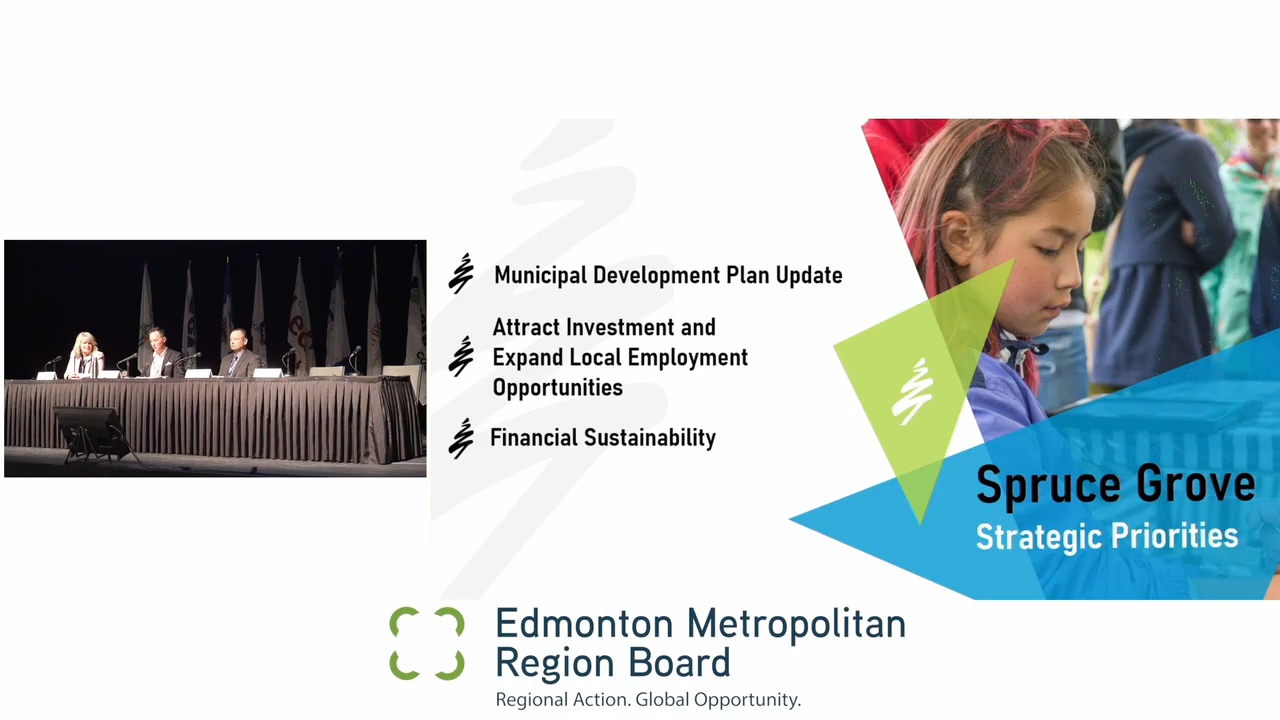 Municipal Development Plan Update
Attract Investment and
Expand Local Employment
Opportunities
Financial Sustainability
Spruce Grove
Strategic Priorities
Edmonton Metropolitan
Region Board
Regional Action. Global Opportunity.